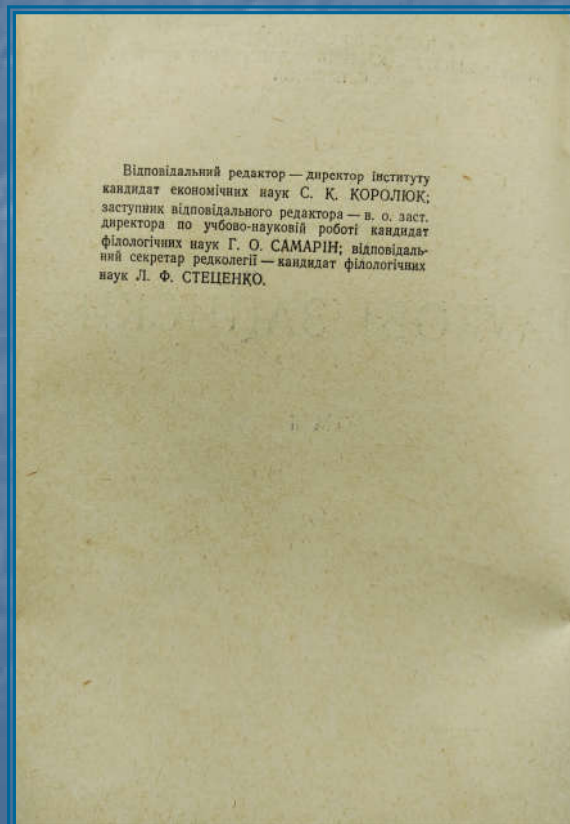 Відповідальний редактор — директор інституту
кандидат економічних наук С. К. КОРОЛЮК;
заступник відповідального редактора — в. о. заст.
директора по учбово-науковій роботі кандидат
філологічних наук Г. О. САМАРІН; відповідаль-
ний секретар редколегії — кандидат філологічних
наук Л. Ф. СТЕЦЕНКО.